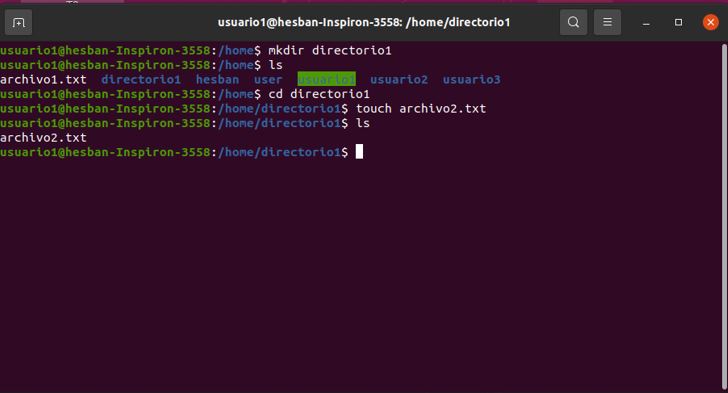 usuario1@hesban-Inspiron-3558: /home/directorio1
usuario1@hesban-Inspiron-3558:/home$ mkdir directorio1
usuario1@hesban-Inspiron-3558:/home$ ls
archivo1.txt directorio1 hesban user usuario1 usuario2 usuario3
usuario1@hesban-Inspiron-3558:/home$ cd directorio1
usuario1@hesban-Inspiron-3558:/home/directorio1$ touch archivo2.txt
usuario1@hesban-Inspiron-3558:/home/directorio1$ ls
archivo2.txt
usuario1@hesban-Inspiron-3558:/home/directorio1$